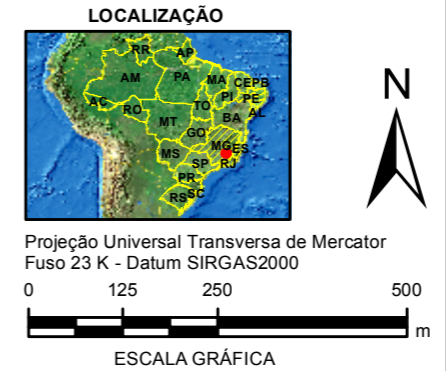 LOCALIZAÇÃO
RR AP
AM PA MA CE PB
PI PE
AC RO TO AL
MT BA
GO
MS MG ES
SP RJ
PR
RS SC
N
Projeção Universal Transversa de Mercator
Fuso 23 K - Datum SIRGAS2000
0 125 250 500
m
ESCALA GRÁFICA